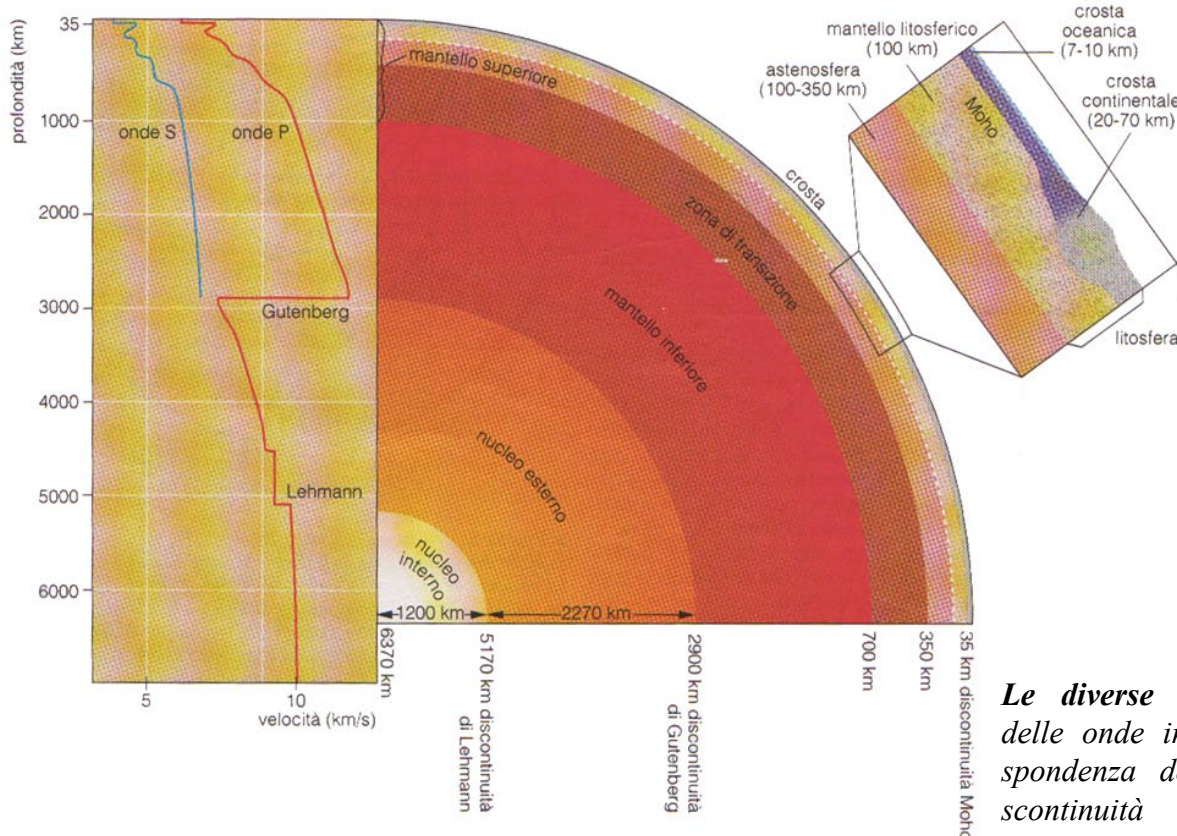 profondità (km)
35
1000
2000
3000
4000
5000
6000
onde S
onde P
Gutenberg
Lehmann
5
10
velocità (km/s)
mantello superiore
crosta
zona di transizione
mantello inferiore
nucleo esterno
nucleo
interno
1200 km
2270 km
6370 km
5170 km discontinuità
di Lehmann
2900 km discontinuità
di Gutenberg
700 km
350 km
35 km discontinuità Moho
mantello litosferico
(100 km)
astenosfera
(100-350 km)
crosta
oceanica
(7-10 km)
crosta
continentale
(20-70 km)
Moho
litosfera
Le diverse
delle onde in
spondenza de
scontinuità